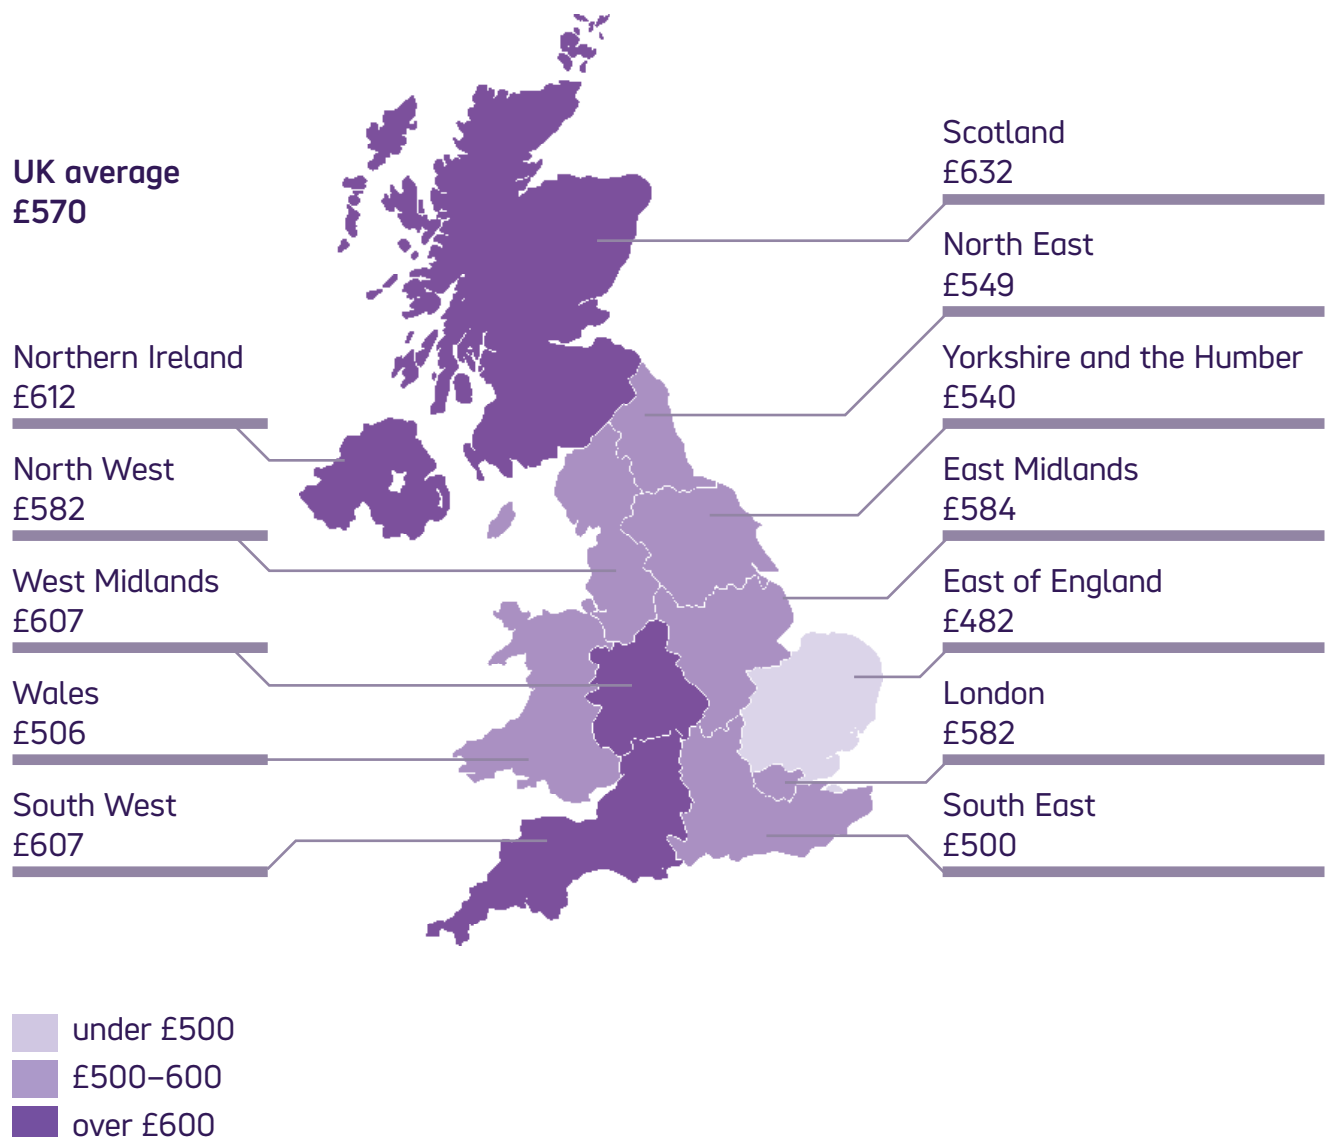 UK average
£570
Northern Ireland
£612
North West
£582
West Midlands
£607
Wales
£506
South West
£607
Scotland
£632
North East
£549
Yorkshire and the Humber
£540
East Midlands
£584
East of England
£482
London
£582
South East
£500
under £500
£500–600
over £600